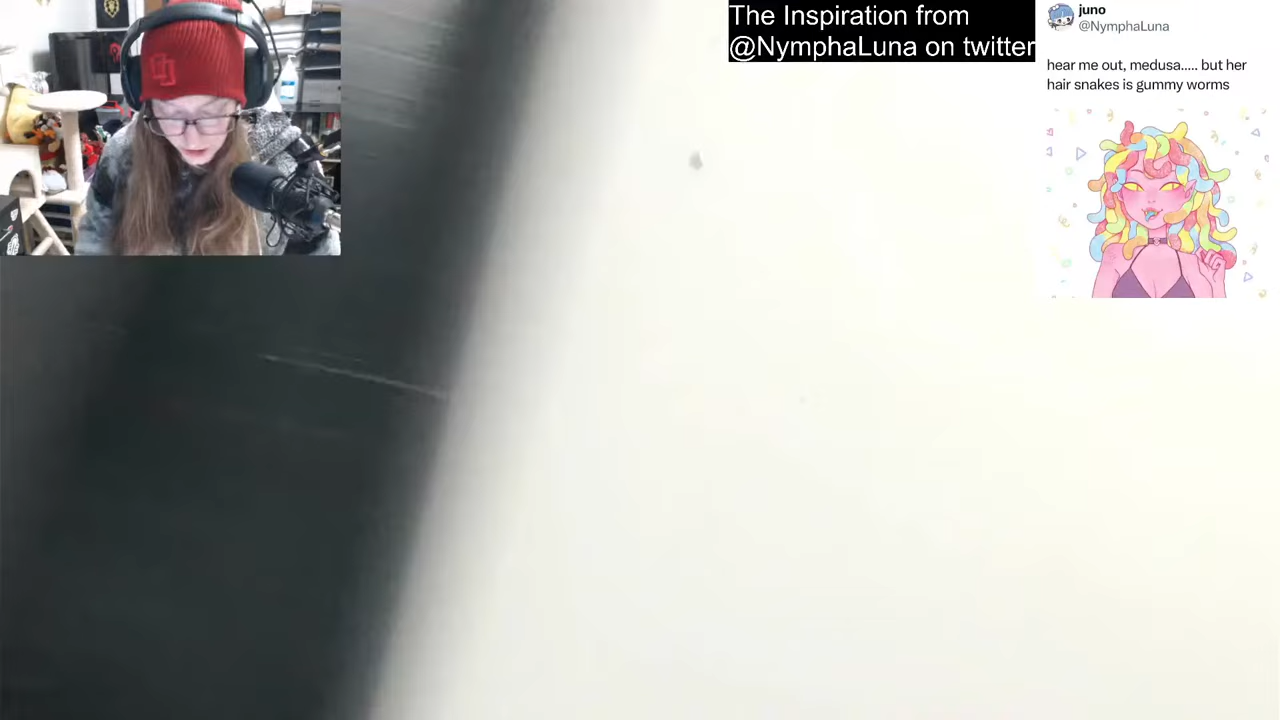 The Inspiration from
@NymphaLuna on twitter
juno
@NymphaLuna
hear me out, medusa..... but her
hair snakes is gummy worms